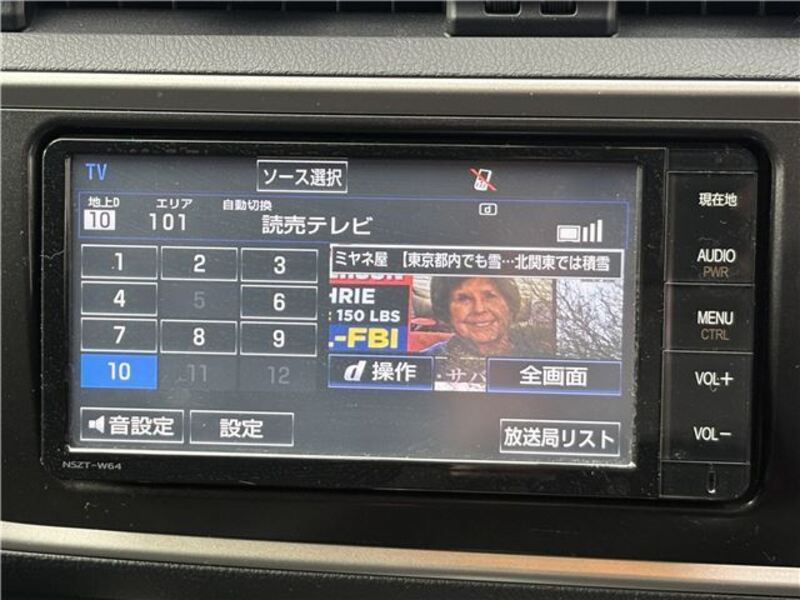 TV
ソース選択
地上D
10
エリア
101
自動切換
読売テレビ
d
現在地
AUDIO
PWR
MENU
CTRL
VOL+
VOL−
1 2 3
4 5 6
7 8 9
10 11 12
ミヤネ屋 【東京都内でも雪…北関東では積雪
HRIE
150 LBS
-FBI
d 操作
・サバ
全画面
音設定
設定
放送局リスト
NSZT-W64